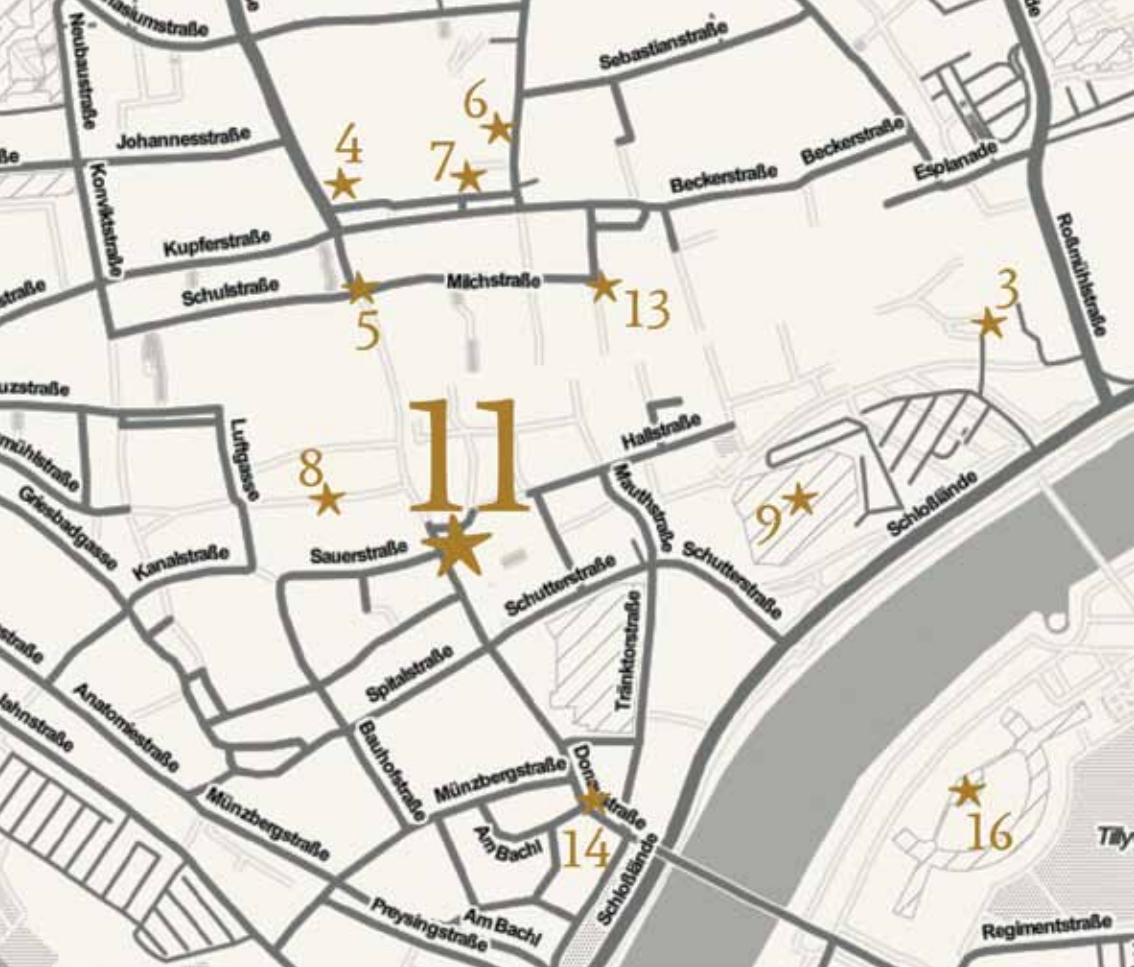 Neubaustraße
Sebastianstraße
6
Johannesstraße
4
7
Beckerstraße
Beckerstraße
Esplanade
Konviktstraße
Kupferstraße
Roßmühlstraße
Schulstraße
Milchstraße
3
5
13
11
Luftgasse
Hallstraße
8
Mauthstraße
9
Schloßlände
Griesbadgasse
Kanalstraße
Sauerstraße
Schutterstraße
Schutterstraße
Tränktorstraße
Spitalstraße
Anatomiestraße
Bauhofstraße
Münzbergstraße
Münzbergstraße
14
Am Bachl
Schloßlände
16
Tilly
Preysingstraße
Am Bachl
Regimentstraße